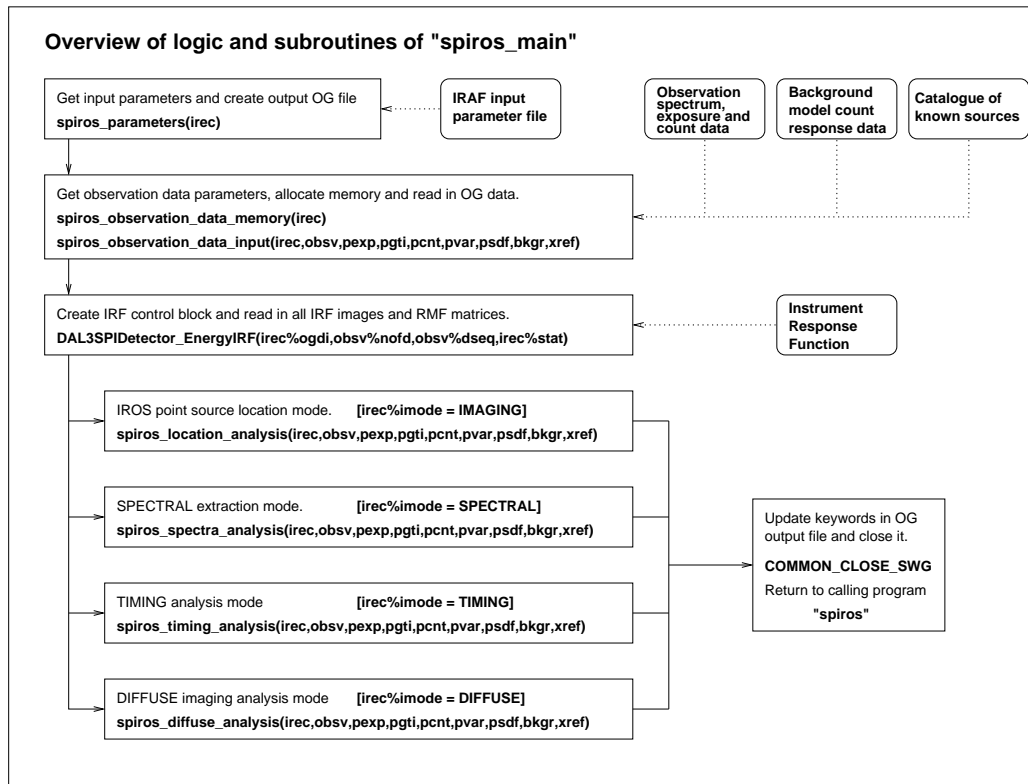 Overview of logic and subroutines of "spiros_main"
Get input parameters and create output OG file
spiros_parameters(irec)
IRAF input
parameter file
Observation
spectrum,
exposure and
count data
Background
model count
response data
Catalogue of
known sources
Get observation data parameters, allocate memory and read in OG data.
spiros_observation_data_memory(irec)
spiros_observation_data_input(irec,obsv,pexp,pgti,pcnt,pvar,psdf,bkgr,xref)
Create IRF control block and read in all IRF images and RMF matrices.
DAL3SPIDetector_EnergyIRF(irec%ogdi,obsv%nofd,obsv%dseq,irec%stat)
Instrument
Response
Function
IROS point source location mode. [irec%imode = IMAGING]
spiros_location_analysis(irec,obsv,pexp,pgti,pcnt,pvar,psdf,bkgr,xref)
SPECTRAL extraction mode. [irec%imode = SPECTRAL]
spiros_spectra_analysis(irec,obsv,pexp,pgti,pcnt,pvar,psdf,bkgr,xref)
TIMING analysis mode [irec%imode = TIMING]
spiros_timing_analysis(irec,obsv,pexp,pgti,pcnt,pvar,psdf,bkgr,xref)
DIFFUSE imaging analysis mode [irec%imode = DIFFUSE]
spiros_diffuse_analysis(irec,obsv,pexp,pgti,pcnt,pvar,psdf,bkgr,xref)
Update keywords in OG
output file and close it.
COMMON_CLOSE_SWG
Return to calling program
"spiros"